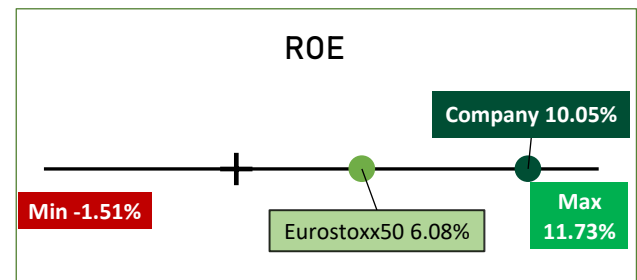 ROE
Company 10.05%
Min -1.51%
Eurostoxx50 6.08%
Max
11.73%